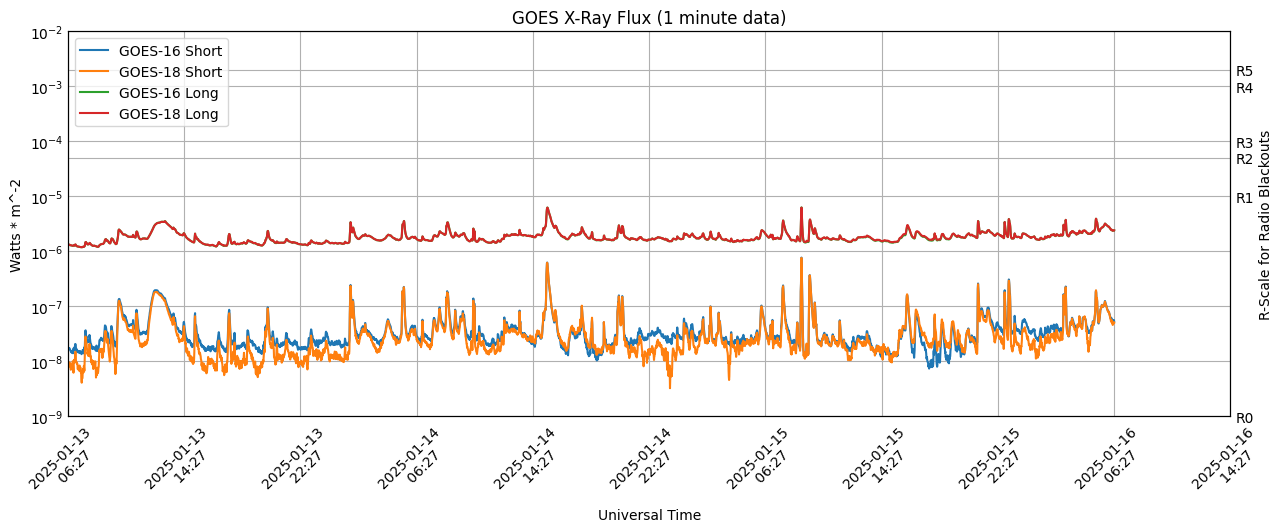 GOES X-Ray Flux (1 minute data)
GOES-16 Short
GOES-18 Short
GOES-16 Long
GOES-18 Long
10^-2
10^-3
10^-4
10^-5
10^-6
10^-7
10^-8
10^-9
Watts * m^-2
R5
R4
R3
R2
R1
R0
R-Scale for Radio Blackouts
2025-01-13
06:27
2025-01-13
14:27
2025-01-13
22:27
2025-01-14
06:27
2025-01-14
14:27
2025-01-14
22:27
2025-01-15
06:27
2025-01-15
14:27
2025-01-15
22:27
2025-01-16
06:27
2025-01-16
14:27
Universal Time